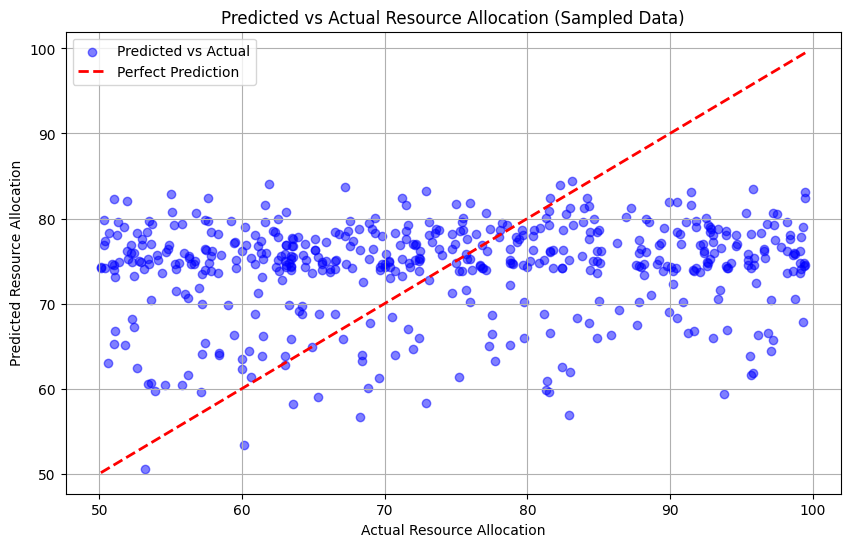 Predicted vs Actual Resource Allocation (Sampled Data)
Predicted vs Actual
Perfect Prediction
Predicted Resource Allocation
100
90
80
70
60
50
50 60 70 80 90 100
Actual Resource Allocation